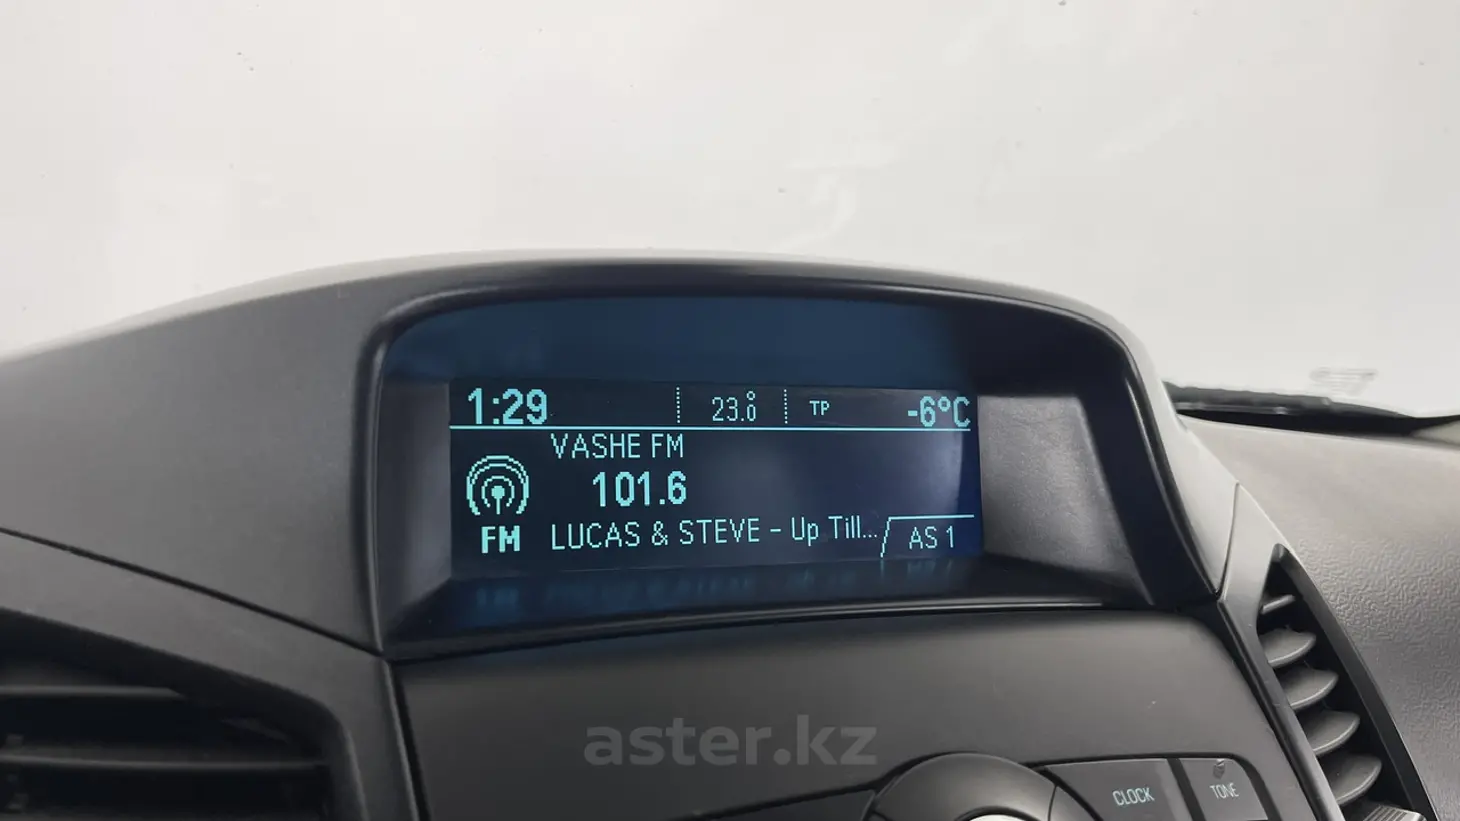 1:29 23.0° TP -6°C
VASHE FM
101.6
FM LUCAS & STEVE - Up Till... AS 1
aster.kz
CLOCK TONE